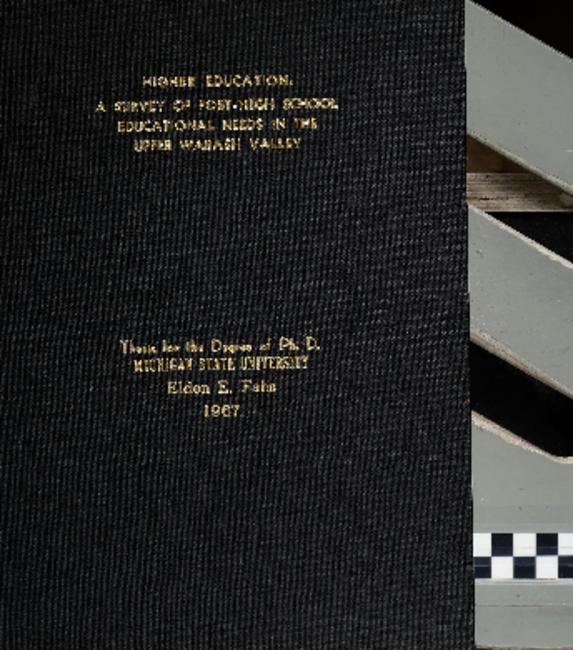 HIGHER EDUCATION.
A SURVEY OF POST-HIGH SCHOOL
EDUCATIONAL NEEDS IN THE
UPPER WABASH VALLEY
Thesis for the Degree of Ph. D.
MICHIGAN STATE UNIVERSITY
Eldon E. Fahs
1967